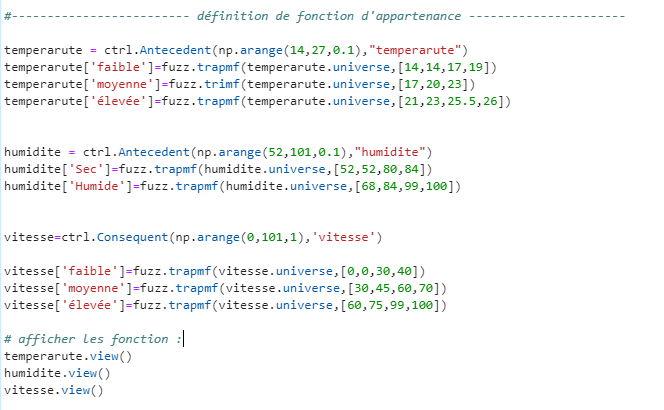 #------------------------ définition de fonction d'appartenance ---------------------
temperarute = ctrl.Antecedent(np.arange(14,27,0.1),"temperarute")
temperarute['faible']=fuzz.trapmf(temperarute.universe,[14,14,17,19])
temperarute['moyenne']=fuzz.trimf(temperarute.universe,[17,20,23])
temperarute['élevée']=fuzz.trapmf(temperarute.universe,[21,23,25.5,26])
humidite = ctrl.Antecedent(np.arange(52,101,0.1),"humidite")
humidite['Sec']=fuzz.trapmf(humidite.universe,[52,52,80,84])
humidite['Humide']=fuzz.trapmf(humidite.universe,[68,84,99,100])
vitesse=ctrl.Consequent(np.arange(0,101,1),'vitesse')
vitesse['faible']=fuzz.trapmf(vitesse.universe,[0,0,30,40])
vitesse['moyenne']=fuzz.trapmf(vitesse.universe,[30,45,60,70])
vitesse['élevée']=fuzz.trapmf(vitesse.universe,[60,75,99,100])
# afficher les fonction :
temperarute.view()
humidite.view()
vitesse.view()